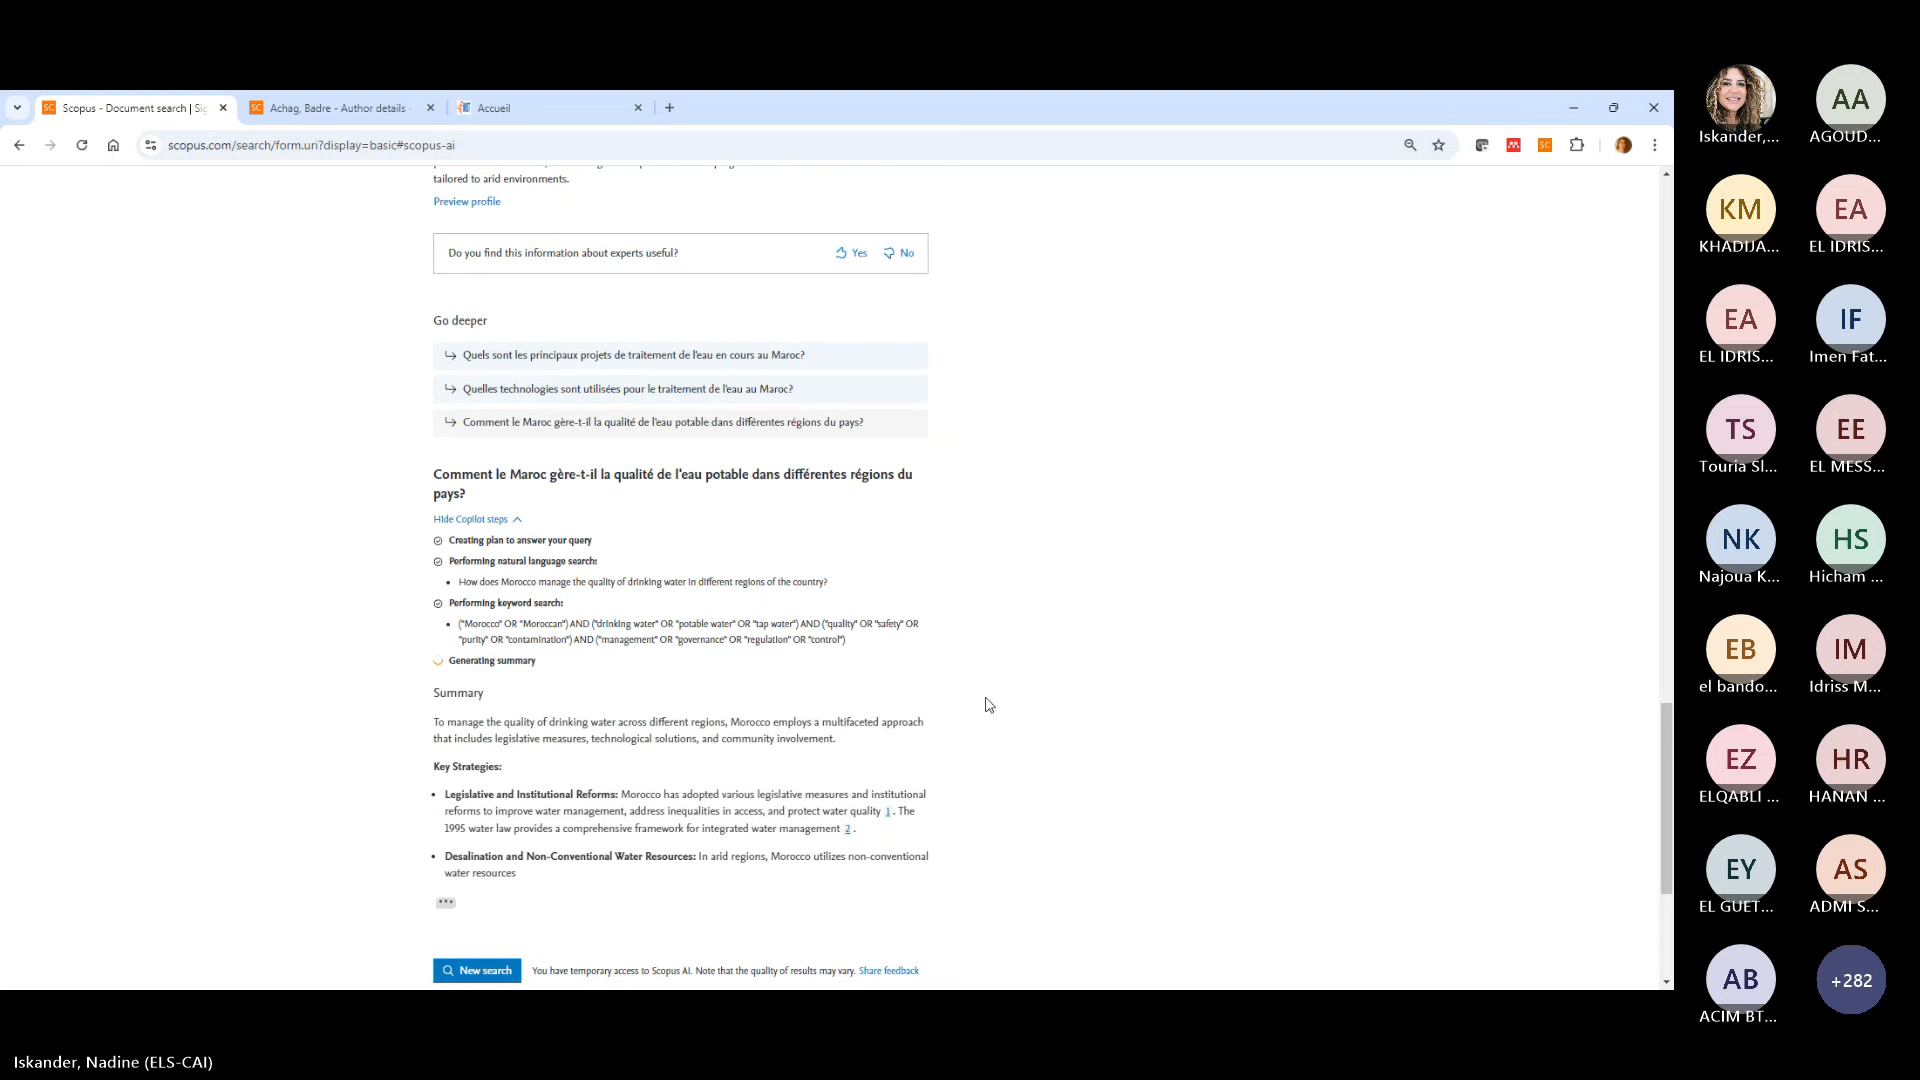 Scopus - Document search | Sig
Achag, Badre - Author details -
Accueil
scopus.com/search/form.uri?display=basic#scopus-ai
tailored to arid environments.
Preview profile
Do you find this information about experts useful?
Yes
No
Go deeper
Quels sont les principaux projets de traitement de l'eau en cours au Maroc?
Quelles technologies sont utilisées pour le traitement de l'eau au Maroc?
Comment le Maroc gère-t-il la qualité de l'eau potable dans différentes régions du pays?
Comment le Maroc gère-t-il la qualité de l'eau potable dans différentes régions du
pays?
Hide Copilot steps
Creating plan to answer your query
Performing natural language search:
• How does Morocco manage the quality of drinking water in different regions of the country?
Performing keyword search:
• ("Morocco" OR "Moroccan") AND ("drinking water" OR "potable water" OR "tap water") AND ("quality" OR "safety" OR
"purity" OR "contamination") AND ("management" OR "governance" OR "regulation" OR "control")
Generating summary
Summary
To manage the quality of drinking water across different regions, Morocco employs a multifaceted approach
that includes legislative measures, technological solutions, and community involvement.
Key Strategies:
• Legislative and Institutional Reforms: Morocco has adopted various legislative measures and institutional
reforms to improve water management, address inequalities in access, and protect water quality 1. The
1995 water law provides a comprehensive framework for integrated water management 2.
• Desalination and Non-Conventional Water Resources: In arid regions, Morocco utilizes non-conventional
water resources
New search
You have temporary access to Scopus AI. Note that the quality of results may vary. Share feedback
Iskander,...
AA
AGOUD...
KM
KHADIJA...
EA
EL IDRIS...
EA
EL IDRIS...
IF
Imen Fat...
TS
Touria Sl...
EE
EL MESS...
NK
Najoua K...
HS
Hicham ...
EB
el bando...
IM
Idriss M...
EZ
ELQABLI ...
HR
HANAN ...
EY
EL GUET...
AS
ADMI S...
AB
ACIM BT...
+282
Iskander, Nadine (ELS-CAI)